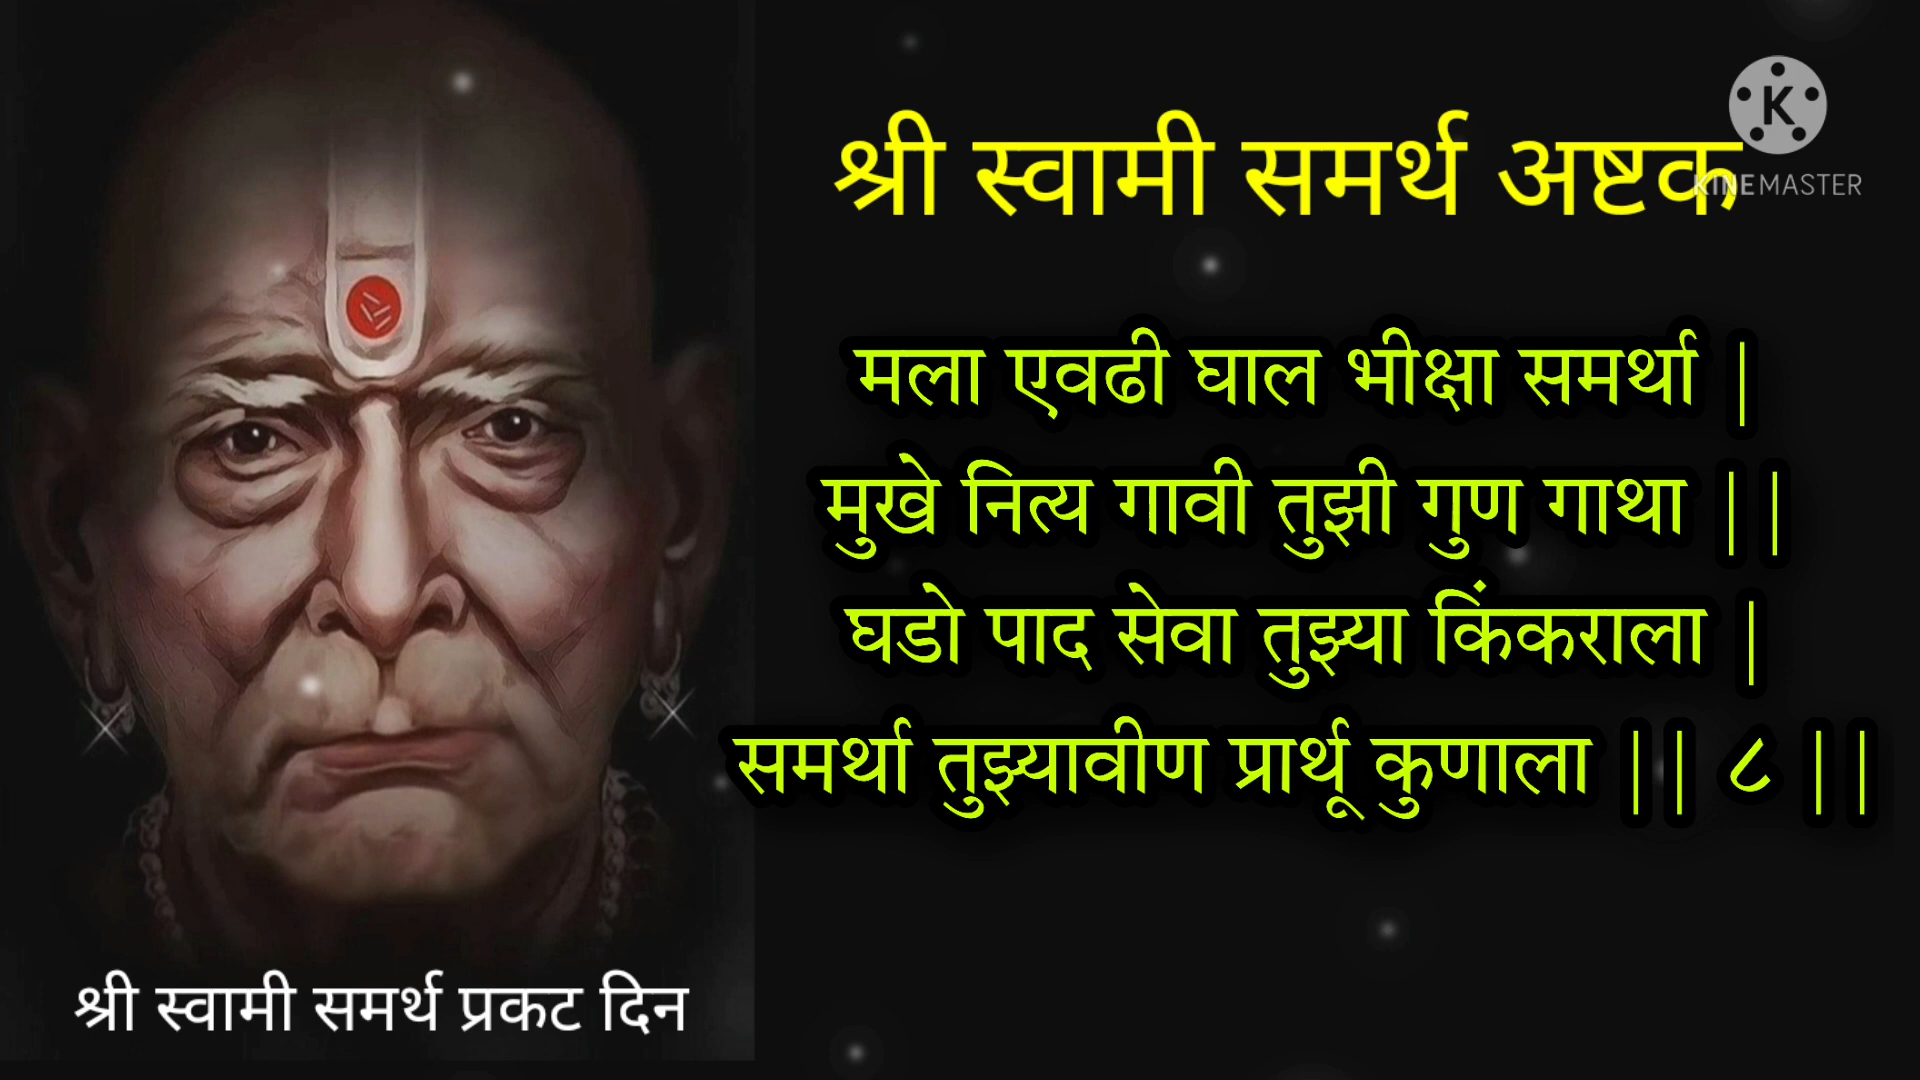 श्री स्वामी समर्थ अष्टक
K
KINEMASTER
मला एवढी घाल भीक्षा समर्था |
मुखे नित्य गावी तुझी गुण गाथा ||
घडो पाद सेवा तुझ्या किंकराला |
समर्था तुझ्यावीण प्रार्थू कुणाला || ८ ||
श्री स्वामी समर्थ प्रकट दिन